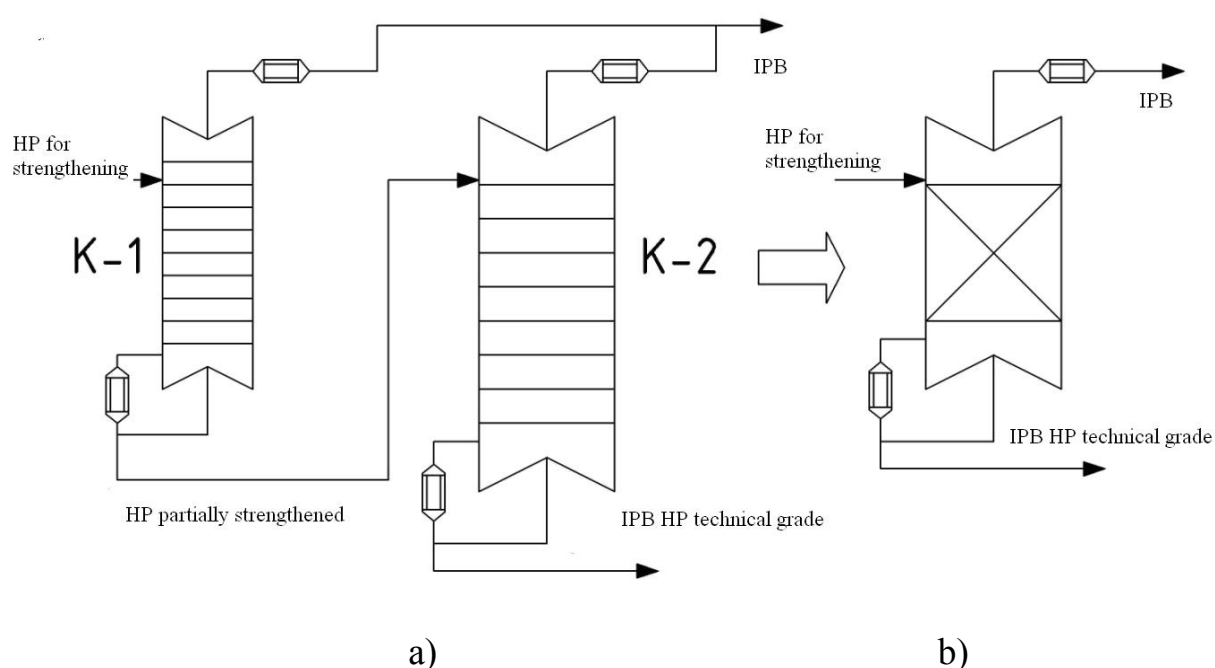 IPB
HP for
strengthening
K-1
K-2
HP partially strengthened
IPB HP technical grade
IPB
HP for
strengthening
IPB HP technical grade
a)
b)